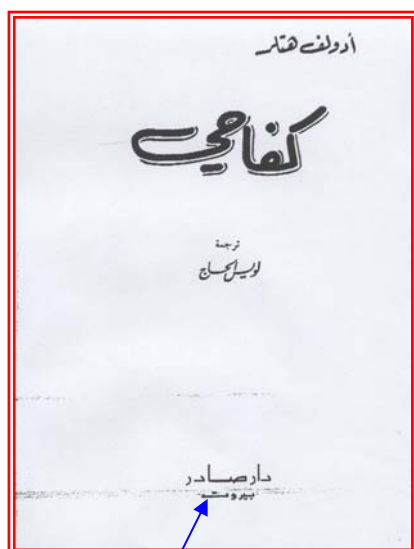 أدولف هتلر
كفاحي
ترجمة
لويس الحاج
دار صادر
بيروت